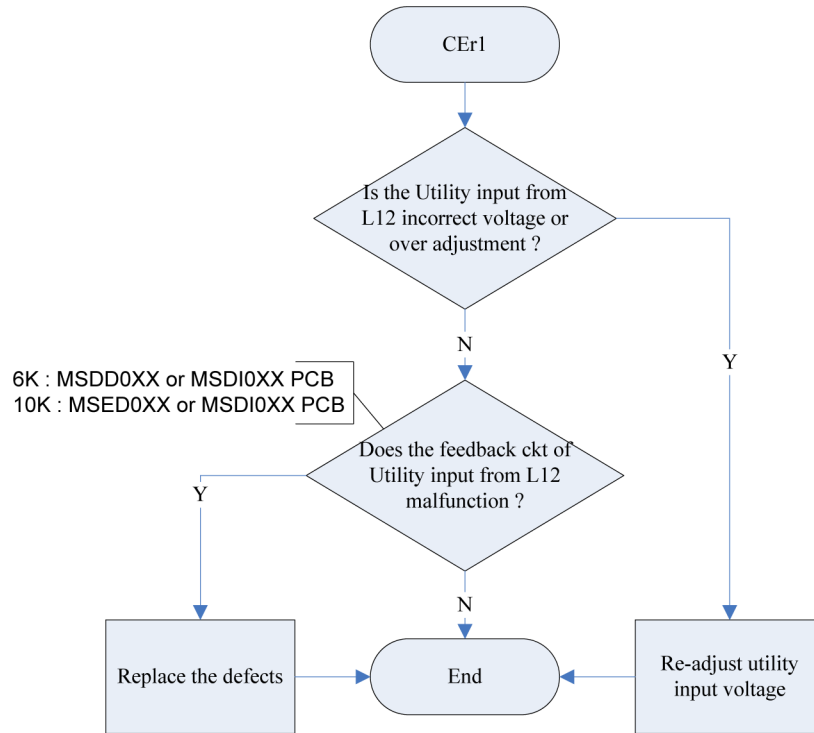 CEr1
Is the Utility input from
L12 incorrect voltage or
over adjustment ?
N
Y
6K : MSDD0XX or MSDI0XX PCB
10K : MSED0XX or MSDI0XX PCB
Does the feedback ckt of
Utility input from L12
malfunction ?
Y
N
Replace the defects
End
Re-adjust utility
input voltage